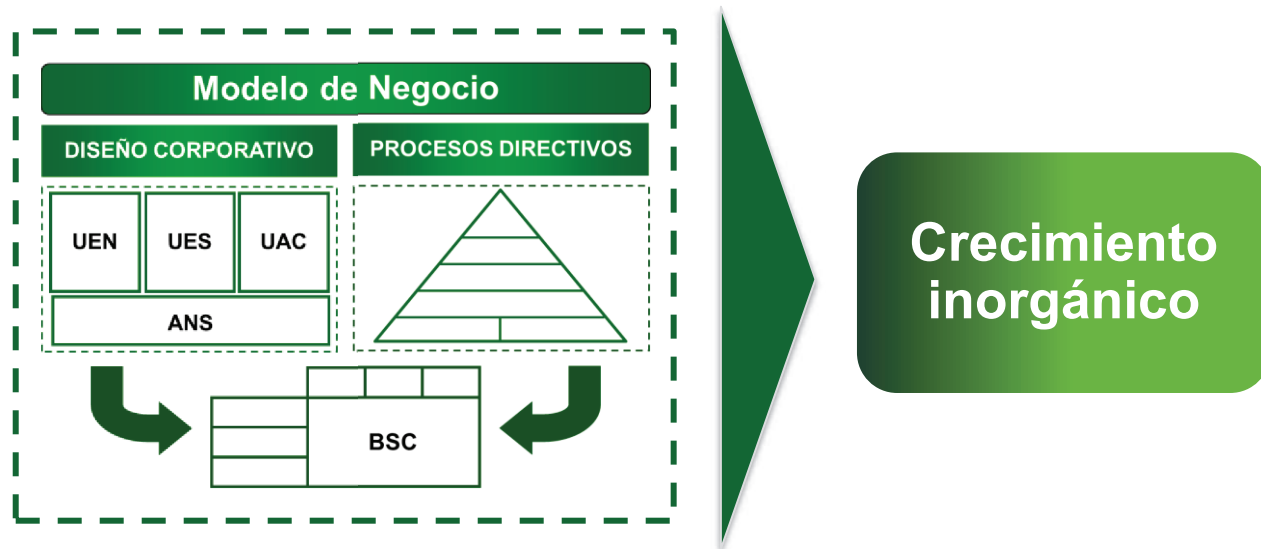 Modelo de Negocio
DISEÑO CORPORATIVO
PROCESOS DIRECTIVOS
UEN
UES
UAC
ANS
BSC
Crecimiento
inorgánico